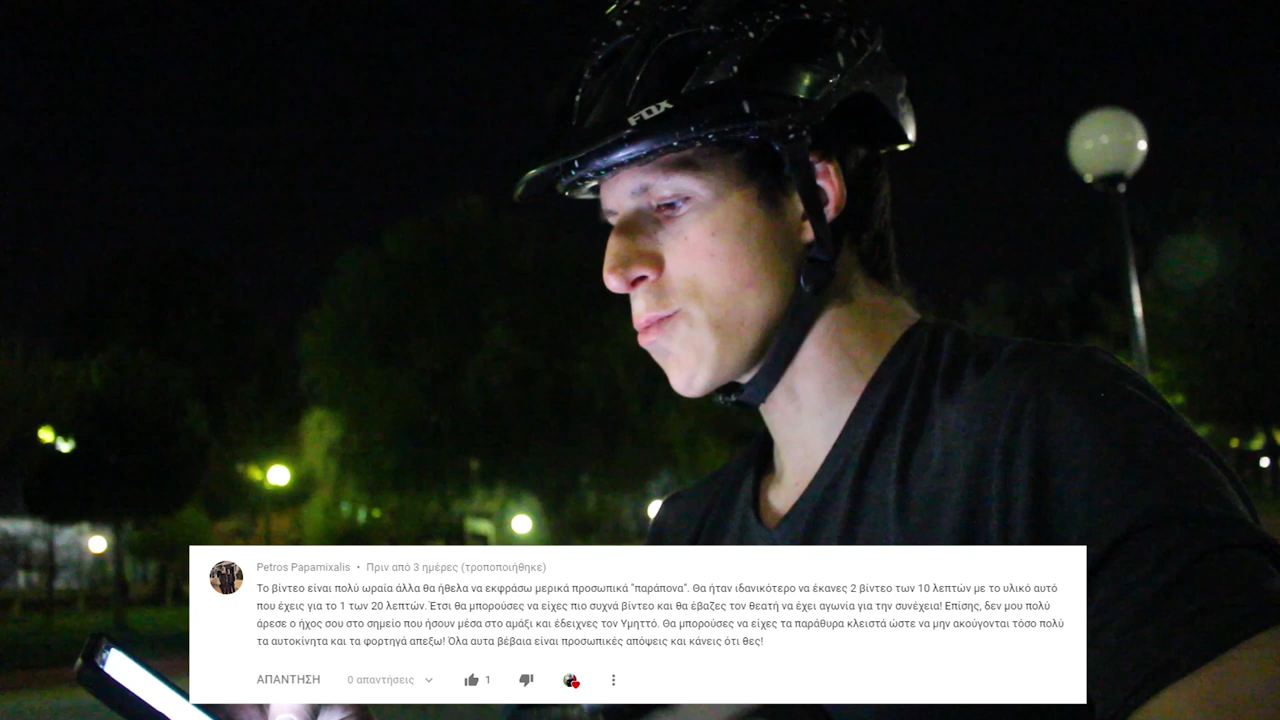 FOX
Petros Papamixalis • Πριν από 3 ημέρες (τροποποιήθηκε)
Το βίντεο είναι πολύ ωραία άλλα θα ήθελα να εκφράσω μερικά προσωπικά "παράπονα". Θα ήταν ιδανικότερο να έκανες 2 βίντεο των 10 λεπτών με το υλικό αυτό
που έχεις για το 1 των 20 λεπτών. Έτσι θα μπορούσες να είχες πιο συχνά βίντεο και θα έβαζες τον θεατή να έχει αγωνία για την συνέχεια! Επίσης, δεν μου πολύ
άρεσε ο ήχος σου στο σημείο που ήσουν μέσα στο αμάξι και έδειχνες τον Υμηττό. Θα μπορούσες να είχες τα παράθυρα κλειστά ώστε να μην ακούγονται τόσο πολύ
τα αυτοκίνητα και τα φορτηγά απεξω! Όλα αυτα βέβαια είναι προσωπικές απόψεις και κάνεις ότι θες!
ΑΠΑΝΤΗΣΗ 0 απαντήσεις 1